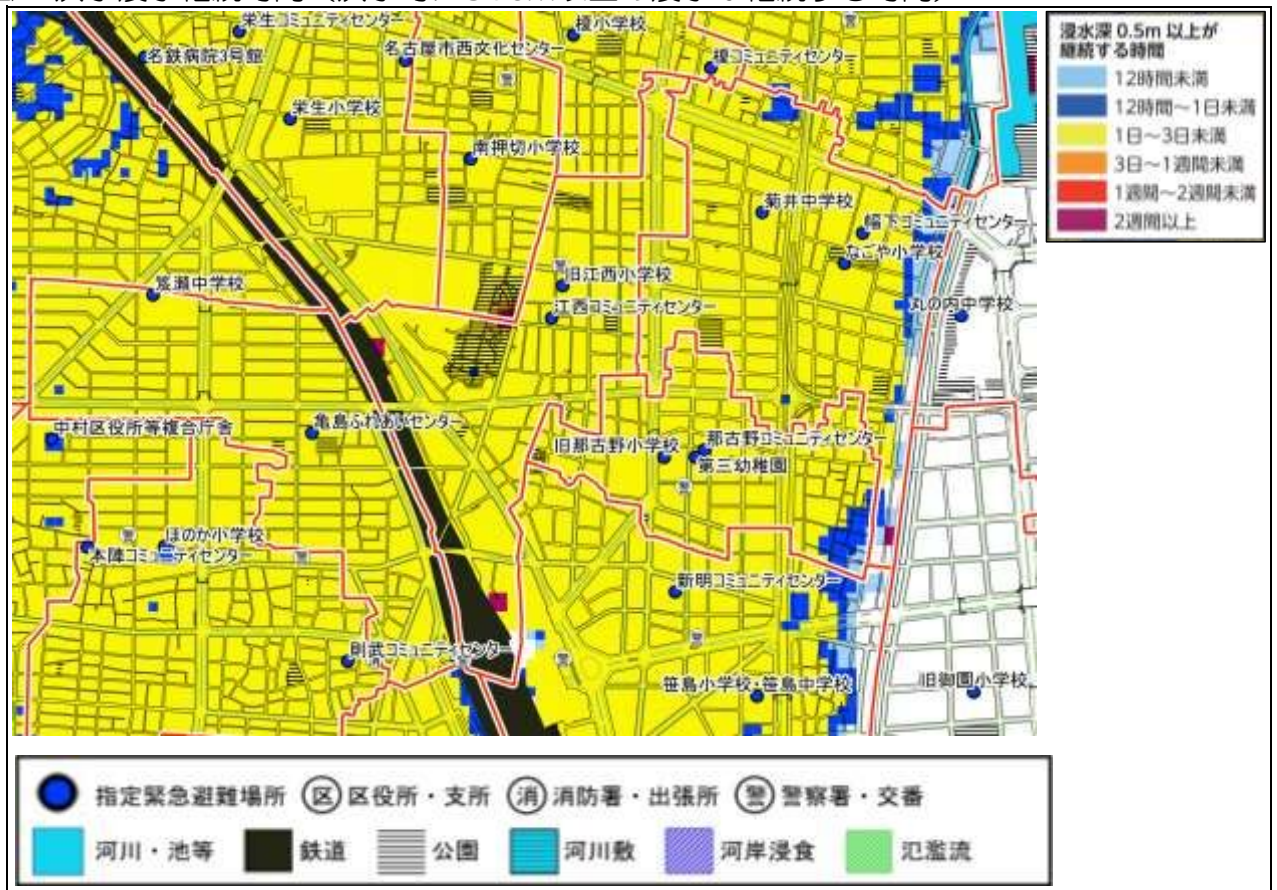 栄生コミュニティセンター
榎小学校
名鉄病院3号館
名古屋市西文化センター
榎コミュニティセンター
警
栄生小学校
南押切小学校
菊井中学校
幅下コミュニティセンター
なごや小学校
警
旧江西小学校
笈瀬中学校
江西コミュニティセンター
丸の内中学校
亀島ふれあいセンター
中村区役所等複合庁舎
那古野コミュニティセンター
旧那古野小学校
第三幼稚園
警
警
ほのか小学校
警
本陣コミュニティセンター
新明コミュニティセンター
則武コミュニティセンター
警
警
笹島小学校・笹島中学校
旧御園小学校
浸水深 0.5m 以上が
継続する時間
12時間未満
12時間～1日未満
1日～3日未満
3日～1週間未満
1週間～2週間未満
2週間以上
指定緊急避難場所 区 区役所・支所 消 消防署・出張所 警 警察署・交番
河川・池等 鉄道 公園 河川敷 河岸浸食 氾濫流